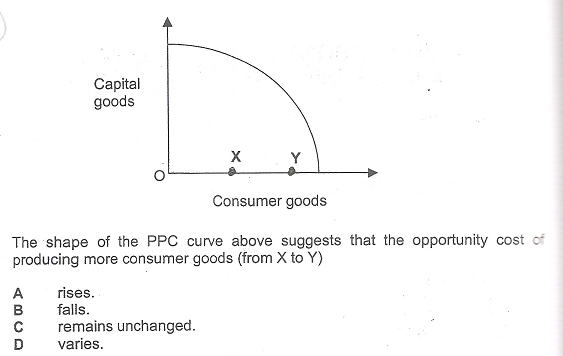 Capital
goods
X
Y
O
Consumer goods
The shape of the PPC curve above suggests that the opportunity cost of
producing more consumer goods (from X to Y)
A rises.
B falls.
C remains unchanged.
D varies.